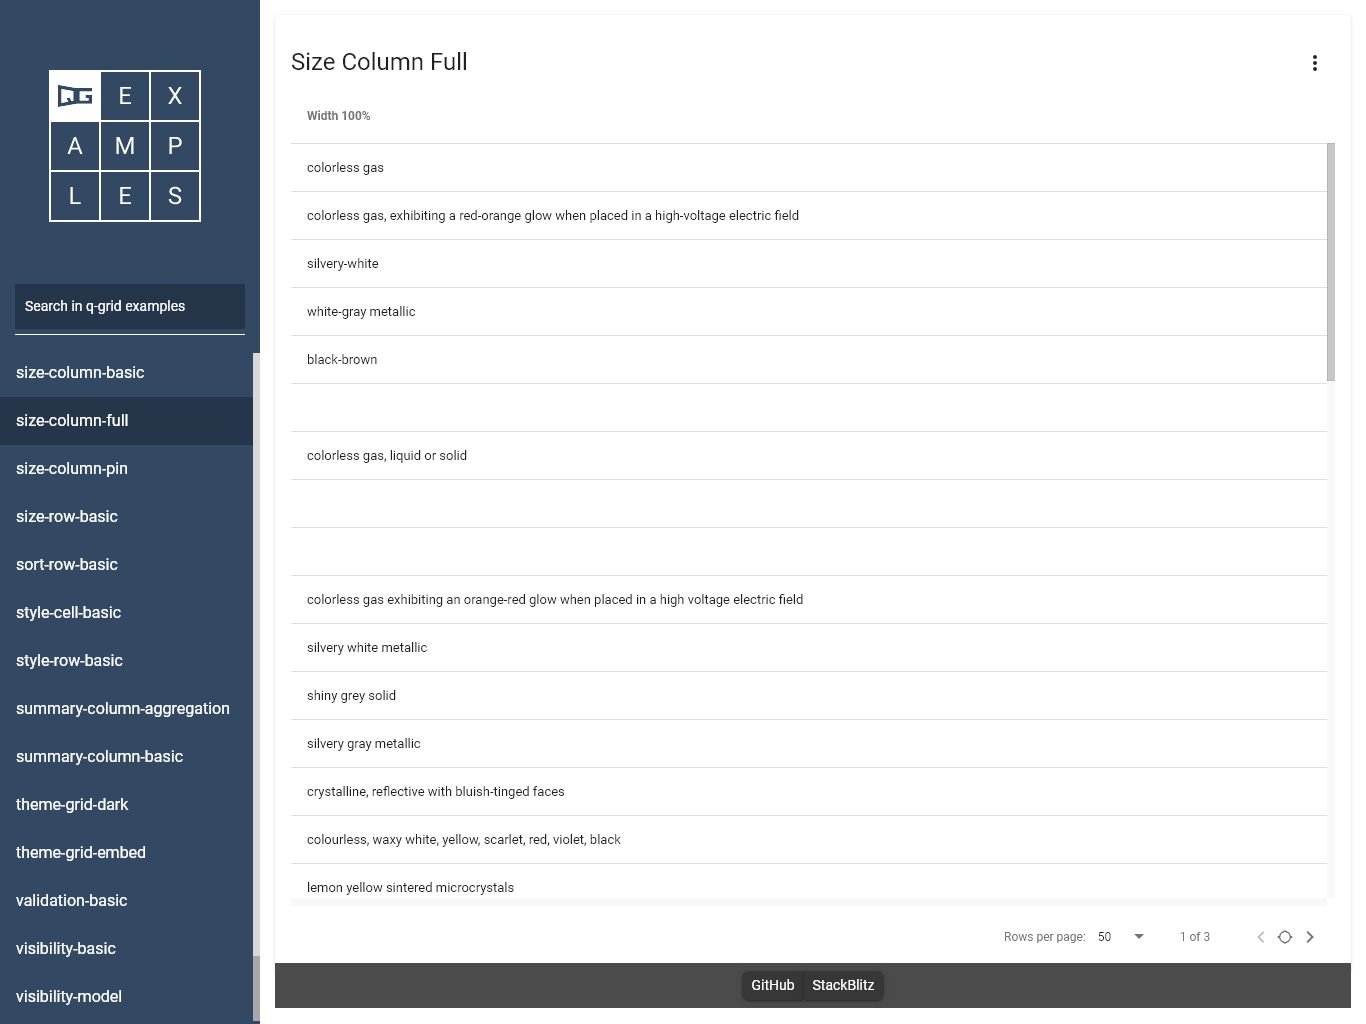 QG E X
A M P
L E S
Search in q-grid examples
size-column-basic
size-column-full
size-column-pin
size-row-basic
sort-row-basic
style-cell-basic
style-row-basic
summary-column-aggregation
summary-column-basic
theme-grid-dark
theme-grid-embed
validation-basic
visibility-basic
visibility-model
Size Column Full
Width 100%
colorless gas
colorless gas, exhibiting a red-orange glow when placed in a high-voltage electric field
silvery-white
white-gray metallic
black-brown
colorless gas, liquid or solid
colorless gas exhibiting an orange-red glow when placed in a high voltage electric field
silvery white metallic
shiny grey solid
silvery gray metallic
crystalline, reflective with bluish-tinged faces
colourless, waxy white, yellow, scarlet, red, violet, black
lemon yellow sintered microcrystals
Rows per page: 50 1 of 3
GitHub StackBlitz